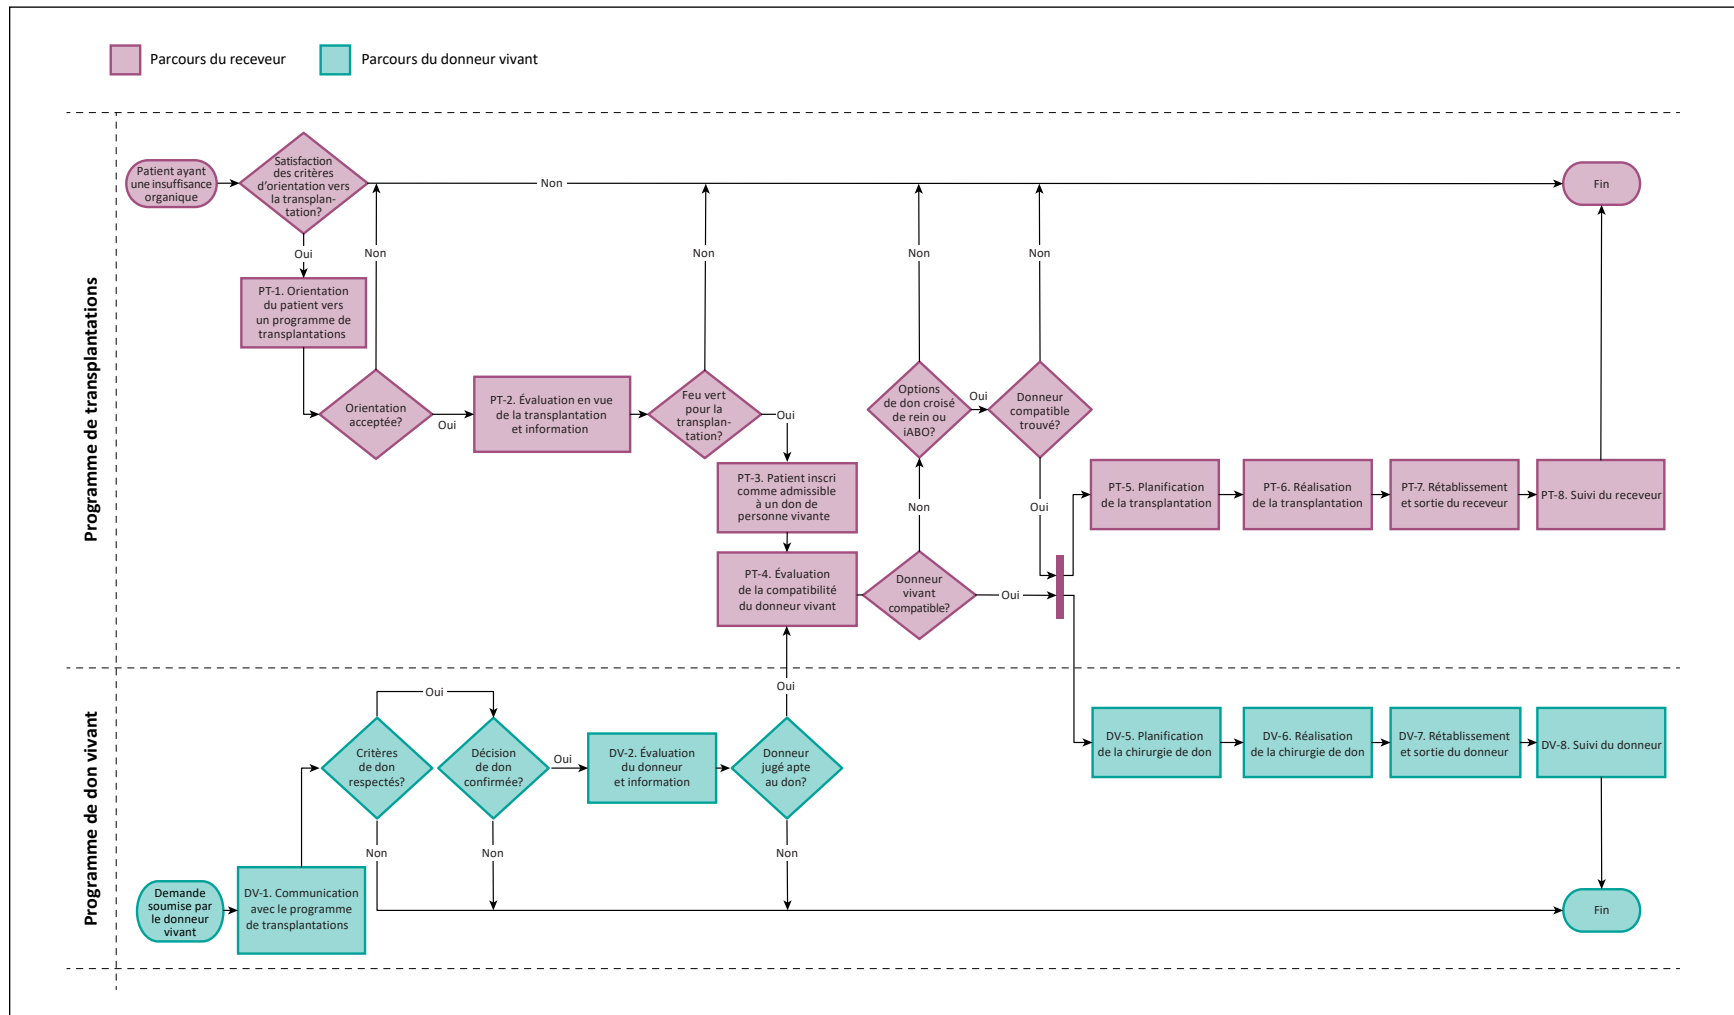 Parcours du receveur
Parcours du donneur vivant
Programme de transplantations
Patient ayant
une insuffisance
organique
Satisfaction
des critères
d'orientation vers
la transplan-
tation?
Non
Fin
Oui
Non
Non
Non
Non
PT-1. Orientation
du patient vers
un programme de
transplantations
Orientation
acceptée?
Oui
PT-2. Évaluation en vue
de la transplantation
et information
Feu vert
pour la
transplan-
tation?
Oui
Options
de don croisé
de rein ou
iABO?
Oui
Donneur
compatible
trouvé?
PT-3. Patient inscri
comme admissible
à un don de
personne vivante
Non
Oui
PT-5. Planification
de la transplantation
PT-6. Réalisation
de la transplantation
PT-7. Rétablissement
et sortie du receveur
PT-8. Suivi du receveur
PT-4. Évaluation
de la compatibilité
du donneur vivant
Donneur
vivant
compatible?
Oui
Programme de don vivant
Oui
Oui
Critères
de don
respectés?
Décision
de don
confirmée?
Oui
DV-2. Évaluation
du donneur
et information
Donneur
jugé apte
au don?
DV-5. Planification
de la chirurgie de don
DV-6. Réalisation
de la chirurgie de don
DV-7. Rétablissement
et sortie du donneur
DV-8. Suivi du donneur
Non
Non
Non
Demande
soumise par
le donneur
vivant
DV-1. Communication
avec le programme
de transplantations
Fin